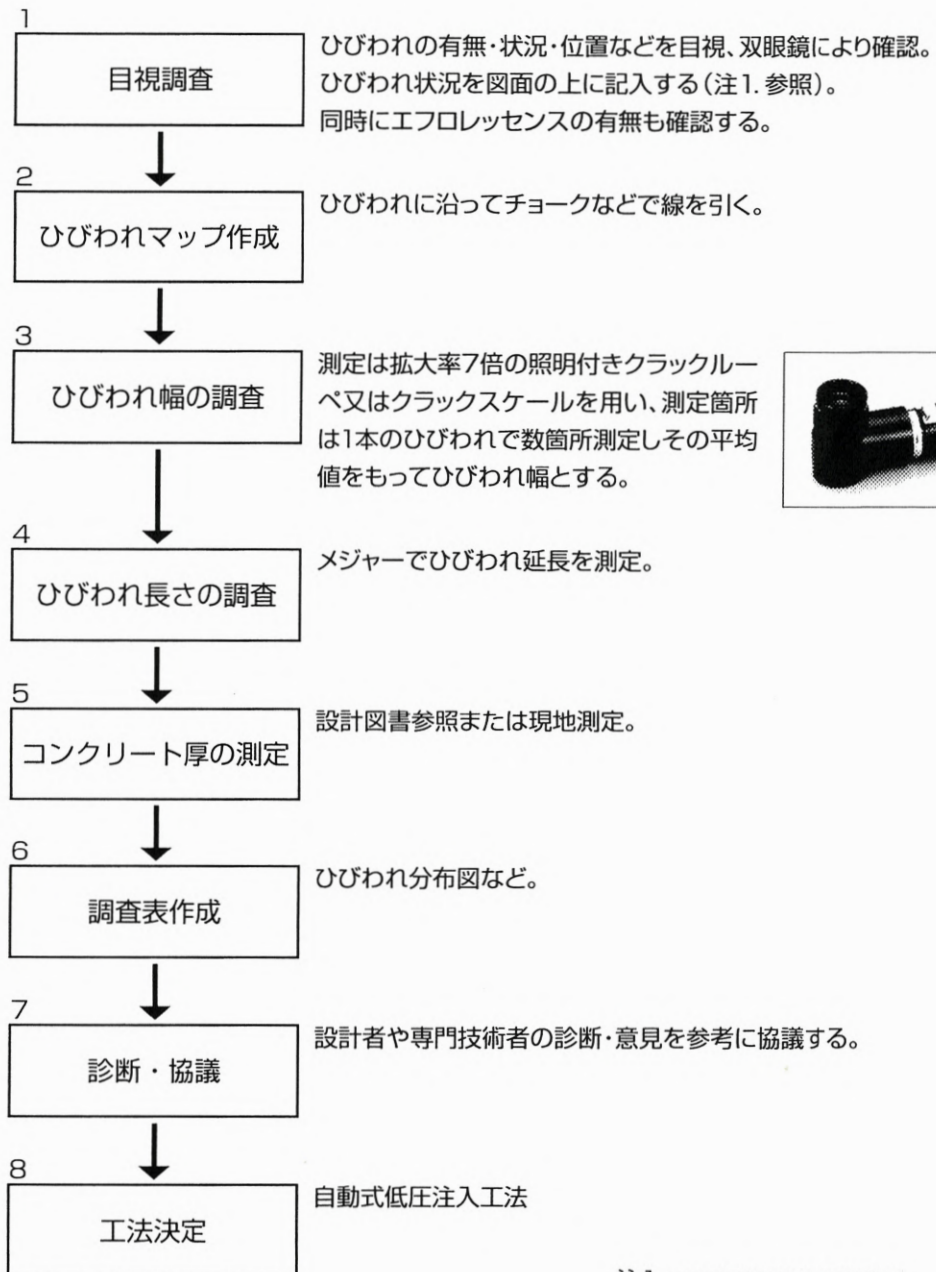 1
目視調査
ひびわれの有無・状況・位置などを目視、双眼鏡により確認。
ひびわれ状況を図面の上に記入する(注1.参照)。
同時にエフロレッセンスの有無も確認する。
2
ひびわれマップ作成
ひびわれに沿ってチョークなどで線を引く。
3
ひびわれ幅の調査
測定は拡大率7倍の照明付きクラックルー
ペ又はクラックスケールを用い、測定箇所
は1本のひびわれで数箇所測定しその平均
値をもってひびわれ幅とする。
4
ひびわれ長さの調査
メジャーでひびわれ延長を測定。
5
コンクリート厚の測定
設計図書参照または現地測定。
6
調査表作成
ひびわれ分布図など。
7
診断・協議
設計者や専門技術者の診断・意見を参考に協議する。
8
工法決定
自動式低圧注入工法